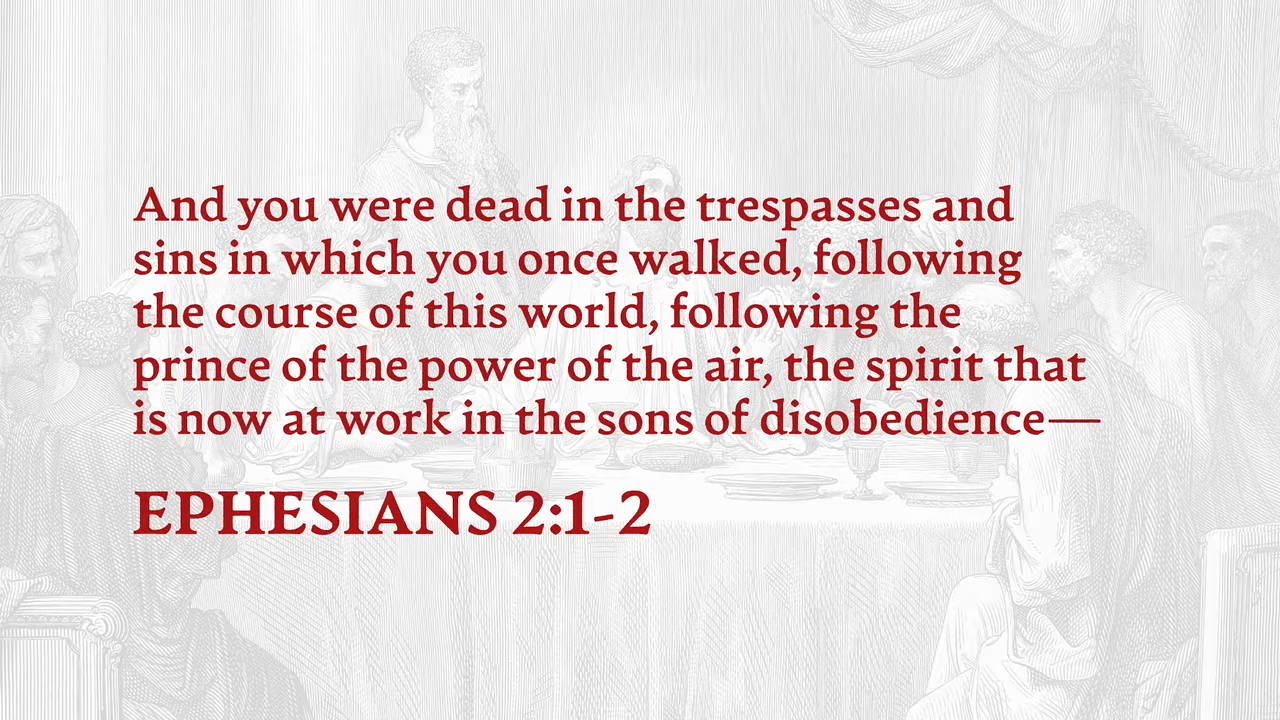 And you were dead in the trespasses and
sins in which you once walked, following
the course of this world, following the
prince of the power of the air, the spirit that
is now at work in the sons of disobedience—
EPHESIANS 2:1-2